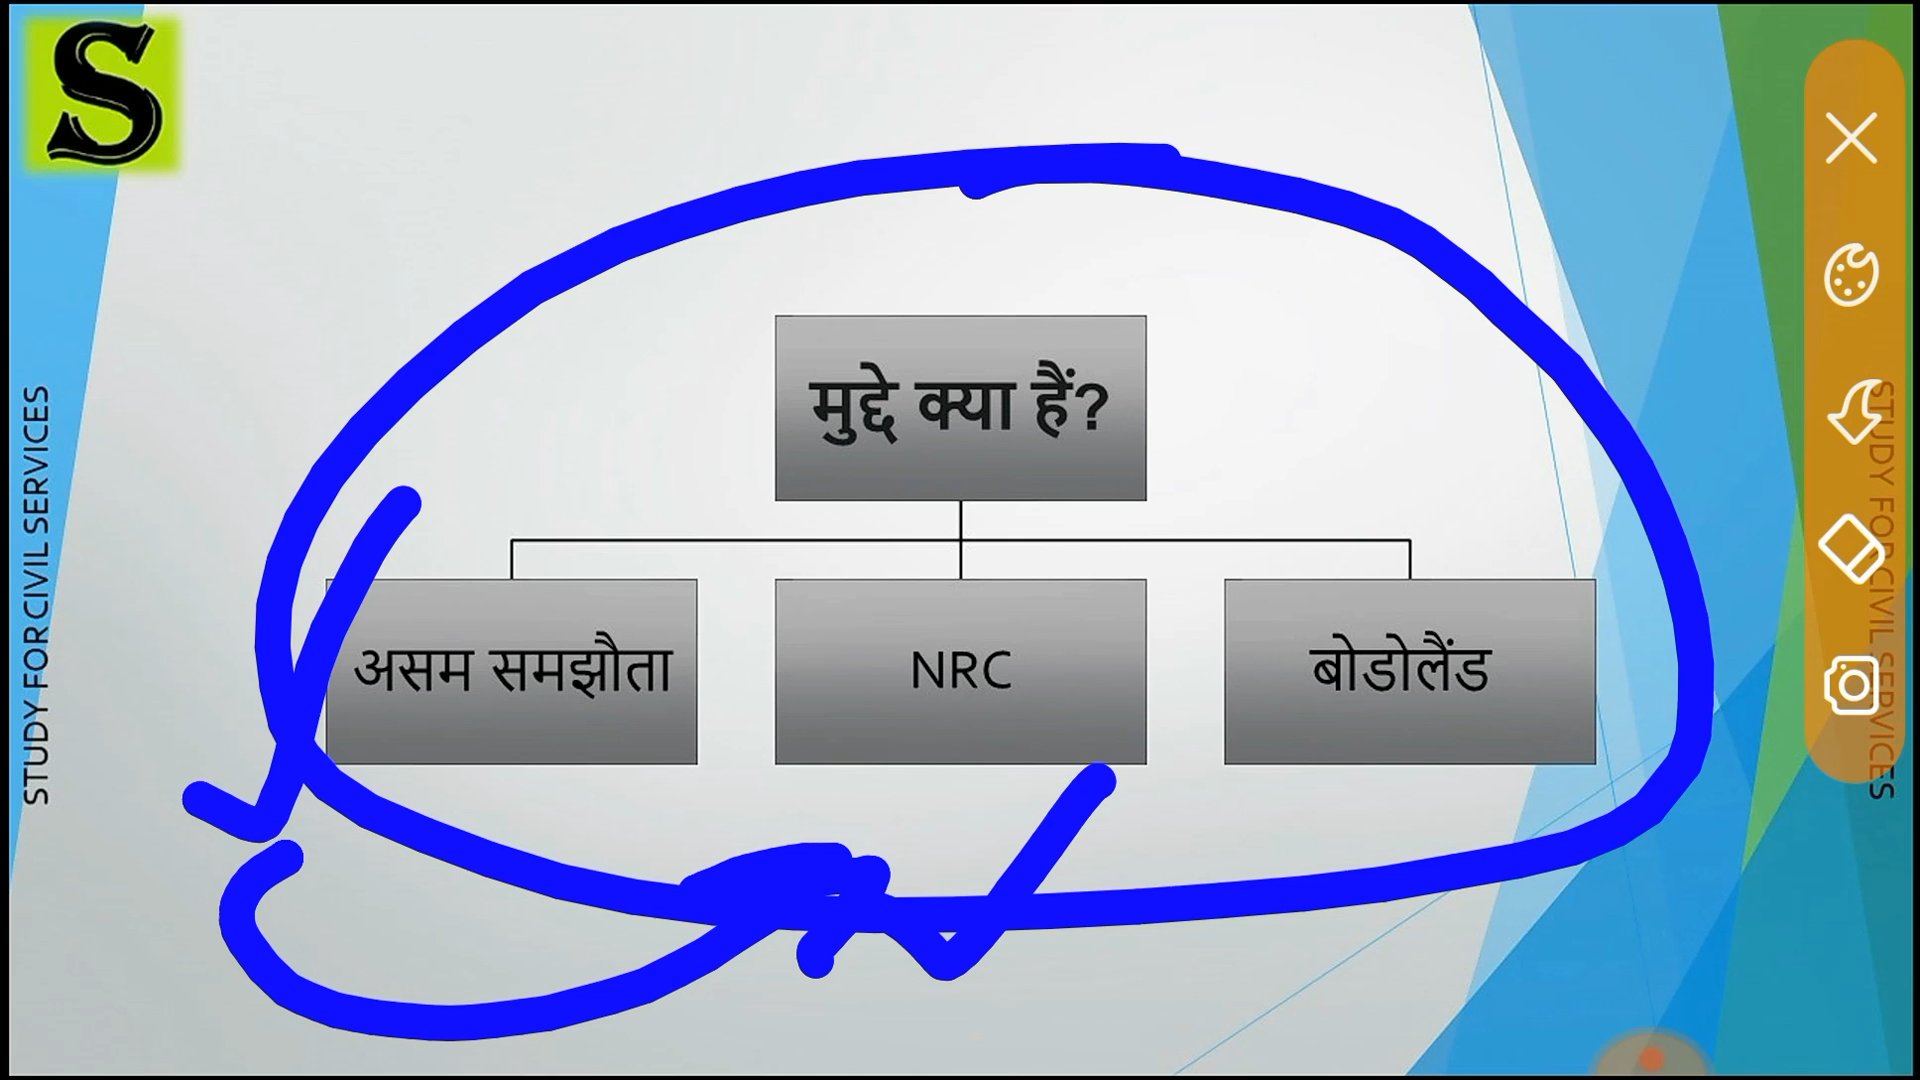 S
STUDY FOR CIVIL SERVICES
मुद्दे क्या हैं?
असम समझौता
NRC
बोडोलैंड
STUDY FOR CIVIL SERVICES